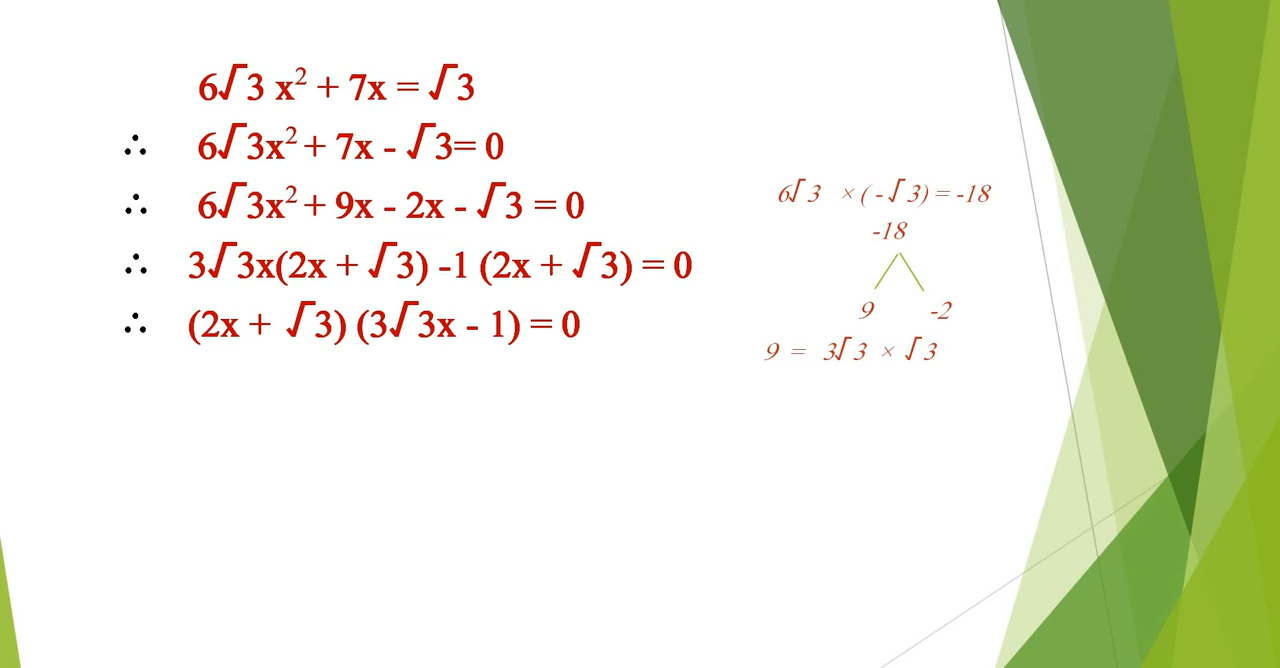 6√3 x² + 7x = √3
∴ 6√3x² + 7x - √3= 0
∴ 6√3x² + 9x - 2x - √3 = 0
∴ 3√3x(2x + √3) -1 (2x + √3) = 0
∴ (2x + √3) (3√3x - 1) = 0
6√3 × ( -√3) = -18
-18
9 -2
9 = 3√3 × √3